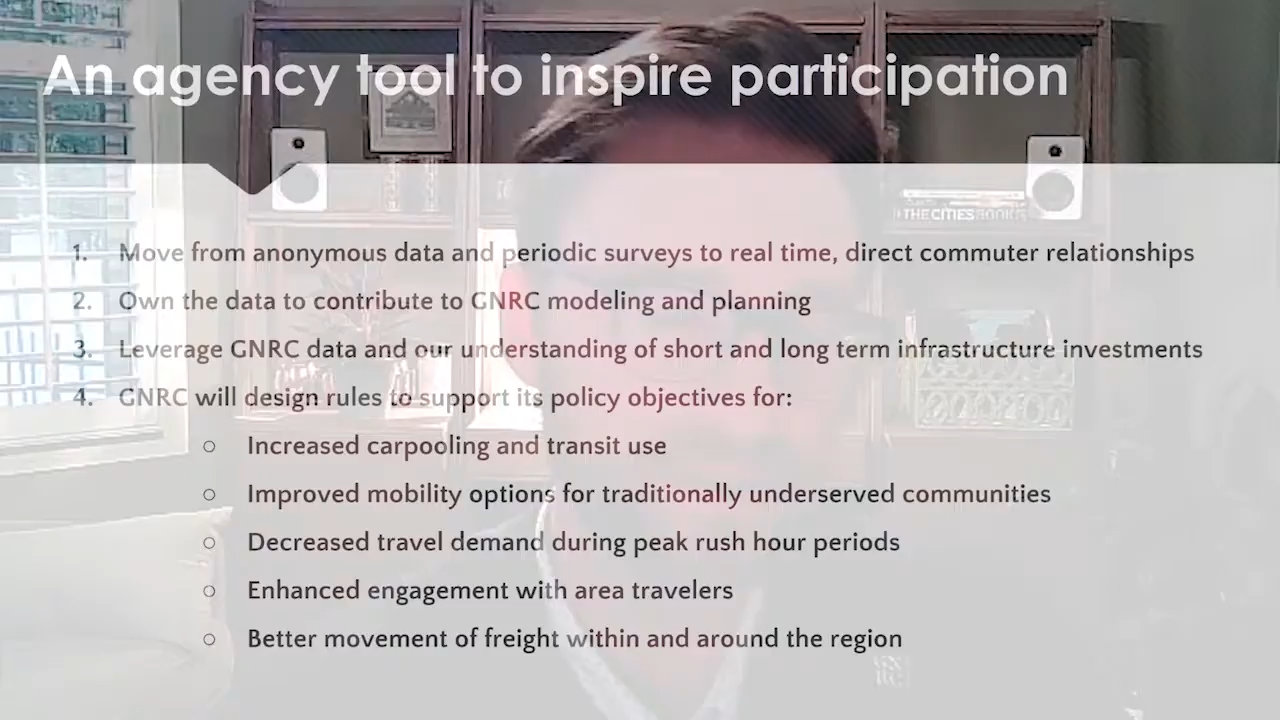 An agency tool to inspire participation
THE CITIES BOOK
1. Move from anonymous data and periodic surveys to real time, direct commuter relationships
2. Own the data to contribute to GNRC modeling and planning
3. Leverage GNRC data and our understanding of short and long term infrastructure investments
4. GNRC will design rules to support its policy objectives for:
○ Increased carpooling and transit use
○ Improved mobility options for traditionally underserved communities
○ Decreased travel demand during peak rush hour periods
○ Enhanced engagement with area travelers
○ Better movement of freight within and around the region